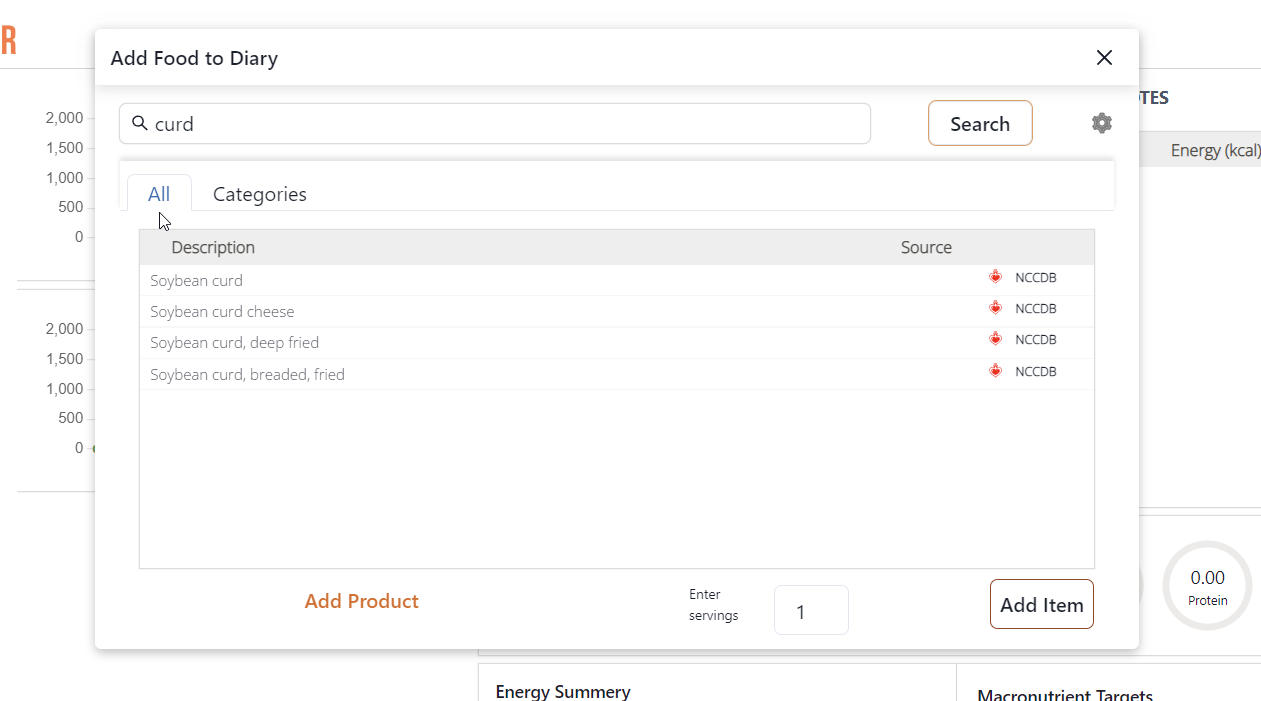 R
Add Food to Diary
curd
Search
All
Categories
Description
Source
Soybean curd
NCCDB
Soybean curd cheese
NCCDB
Soybean curd, deep fried
NCCDB
Soybean curd, breaded, fried
NCCDB
Add Product
Enter
servings
1
Add Item
2,000
1,500
1,000
500
0
2,000
1,500
1,000
500
0
TES
Energy (kcal)
0.00
Protein
Energy Summery
Macronutrient Targets